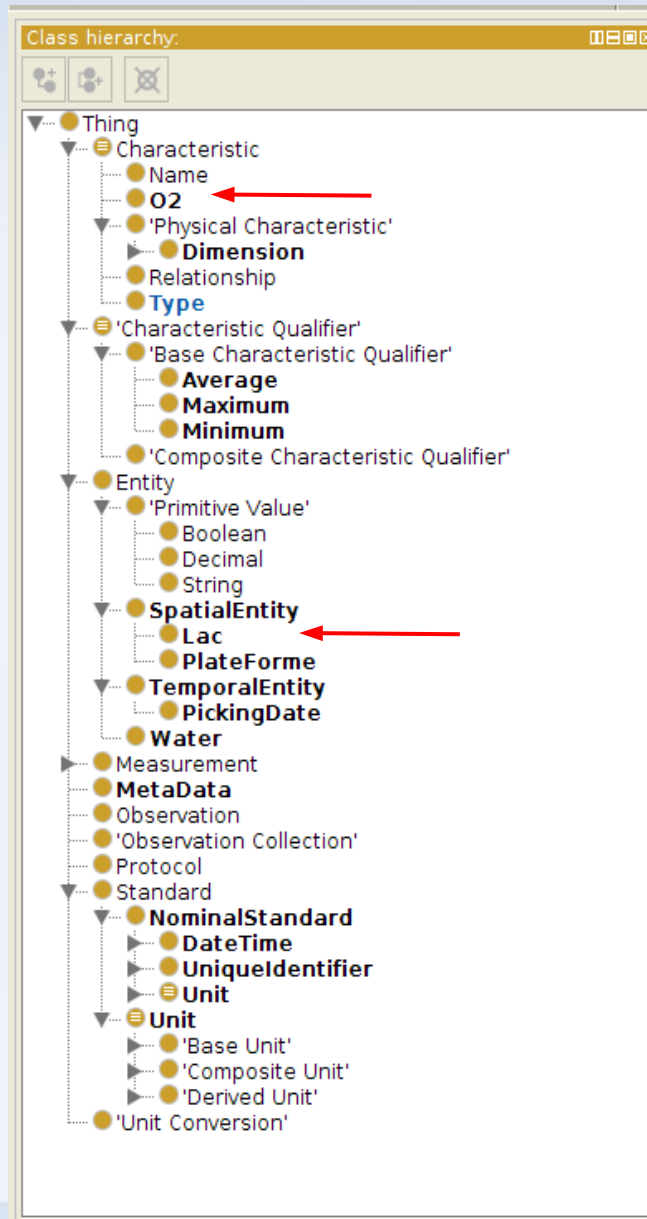 Class hierarchy:
Thing
Characteristic
Name
O2
'Physical Characteristic'
Dimension
Relationship
Type
'Characteristic Qualifier'
'Base Characteristic Qualifier'
Average
Maximum
Minimum
'Composite Characteristic Qualifier'
Entity
'Primitive Value'
Boolean
Decimal
String
SpatialEntity
Lac
PlateForme
TemporalEntity
PickingDate
Water
Measurement
MetaData
Observation
'Observation Collection'
Protocol
Standard
NominalStandard
DateTime
UniqueIdentifier
Unit
Unit
'Base Unit'
'Composite Unit'
'Derived Unit'
'Unit Conversion'